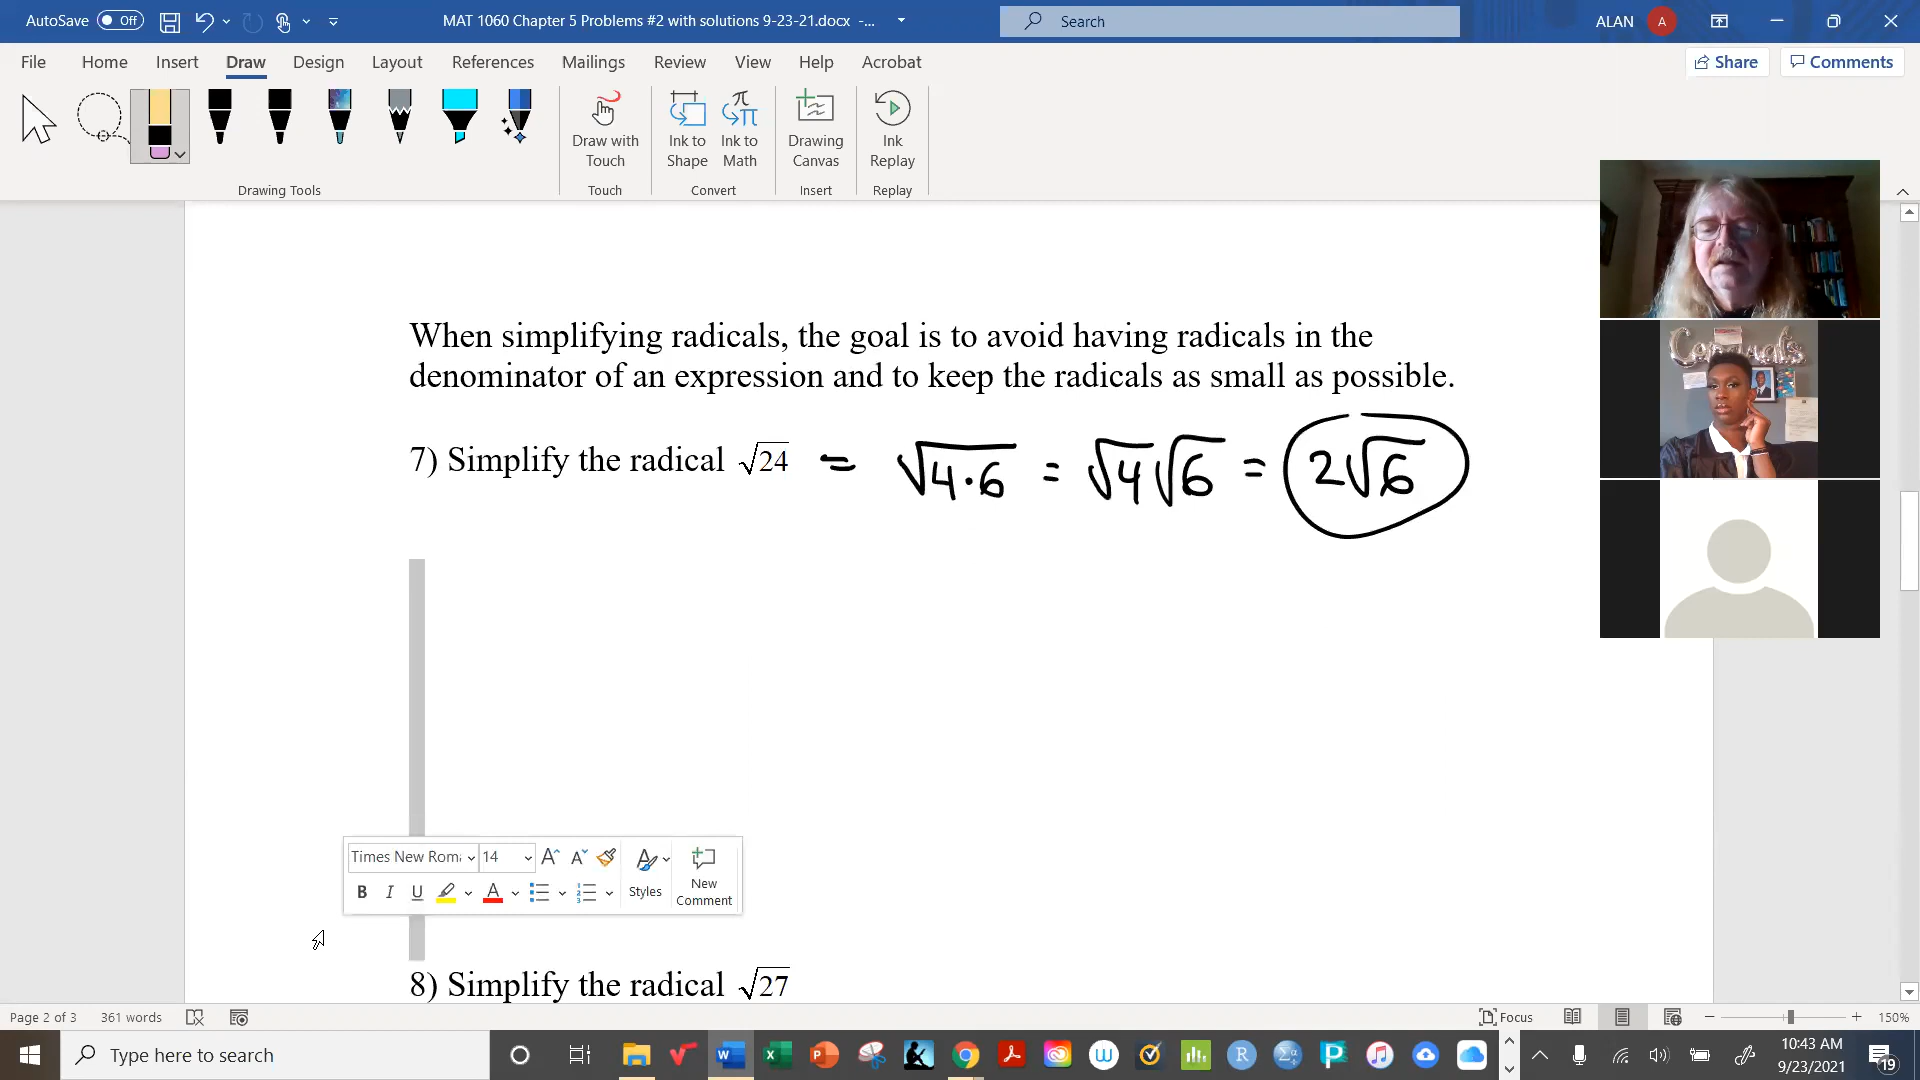 AutoSave Off MAT 1060 Chapter 5 Problems #2 with solutions 9-23-21.docx -... Search ALAN A
File Home Insert Draw Design Layout References Mailings Review View Help Acrobat Share Comments
Draw with Touch
Ink to Shape
Ink to Math
Drawing Canvas
Ink Replay
Drawing Tools Touch Convert Insert Replay
When simplifying radicals, the goal is to avoid having radicals in the
denominator of an expression and to keep the radicals as small as possible.
7) Simplify the radical √24 = √4·6 = √4√6 = 2√6
Times New Roma 14
B I U A Styles New Comment
8) Simplify the radical √27
Page 2 of 3 361 words Focus 150%
Type here to search
10:43 AM
9/23/2021
19